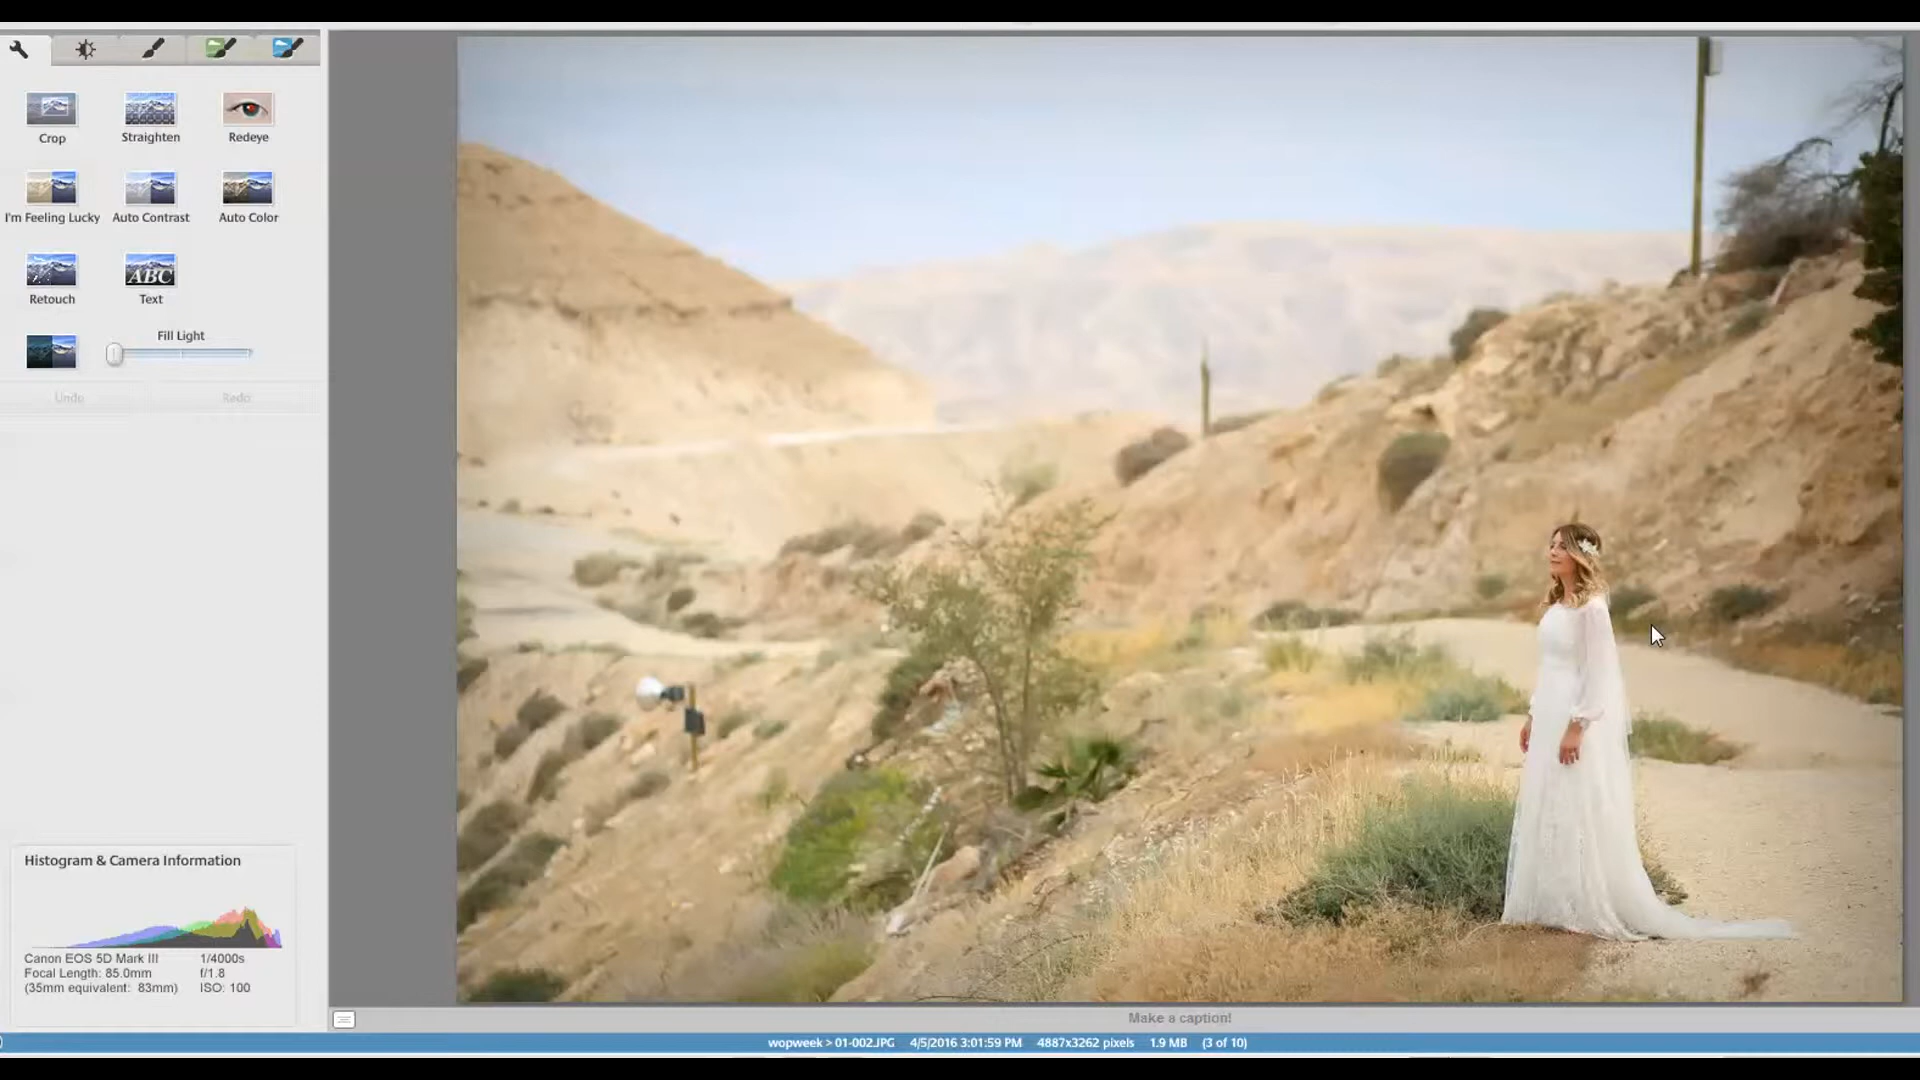 Crop
Straighten
Redeye
I'm Feeling Lucky
Auto Contrast
Auto Color
ABC
Retouch
Text
Fill Light
Undo
Redo
Histogram & Camera Information
Canon EOS 5D Mark III 1/4000s
Focal Length: 85.0mm f/1.8
(35mm equivalent: 83mm) ISO: 100
Make a caption!
wopweek > 01-002.JPG 4/5/2016 3:01:59 PM 4887x3262 pixels 1.9 MB (3 of 10)